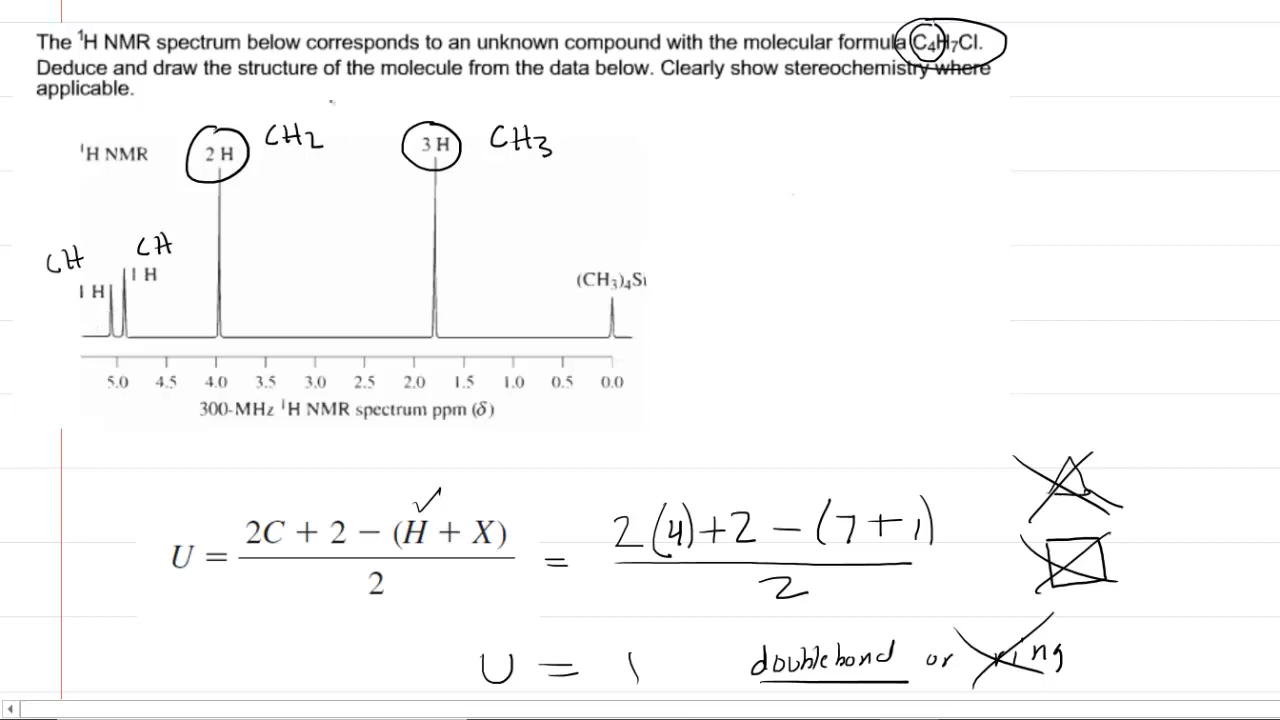 The ¹H NMR spectrum below corresponds to an unknown compound with the molecular formula C₄H₇Cl.
Deduce and draw the structure of the molecule from the data below. Clearly show stereochemistry where
applicable.
¹H NMR
2 H
CH2
3 H
CH3
CH
CH
1 H
1 H
(CH₃)₄Si
5.0 4.5 4.0 3.5 3.0 2.5 2.0 1.5 1.0 0.5 0.0
300-MHz ¹H NMR spectrum ppm (δ)
U = \frac{2C + 2 − (H + X)}{2} = \frac{2(4)+2 − (7+1)}{2}
U = 1 double bond or ring